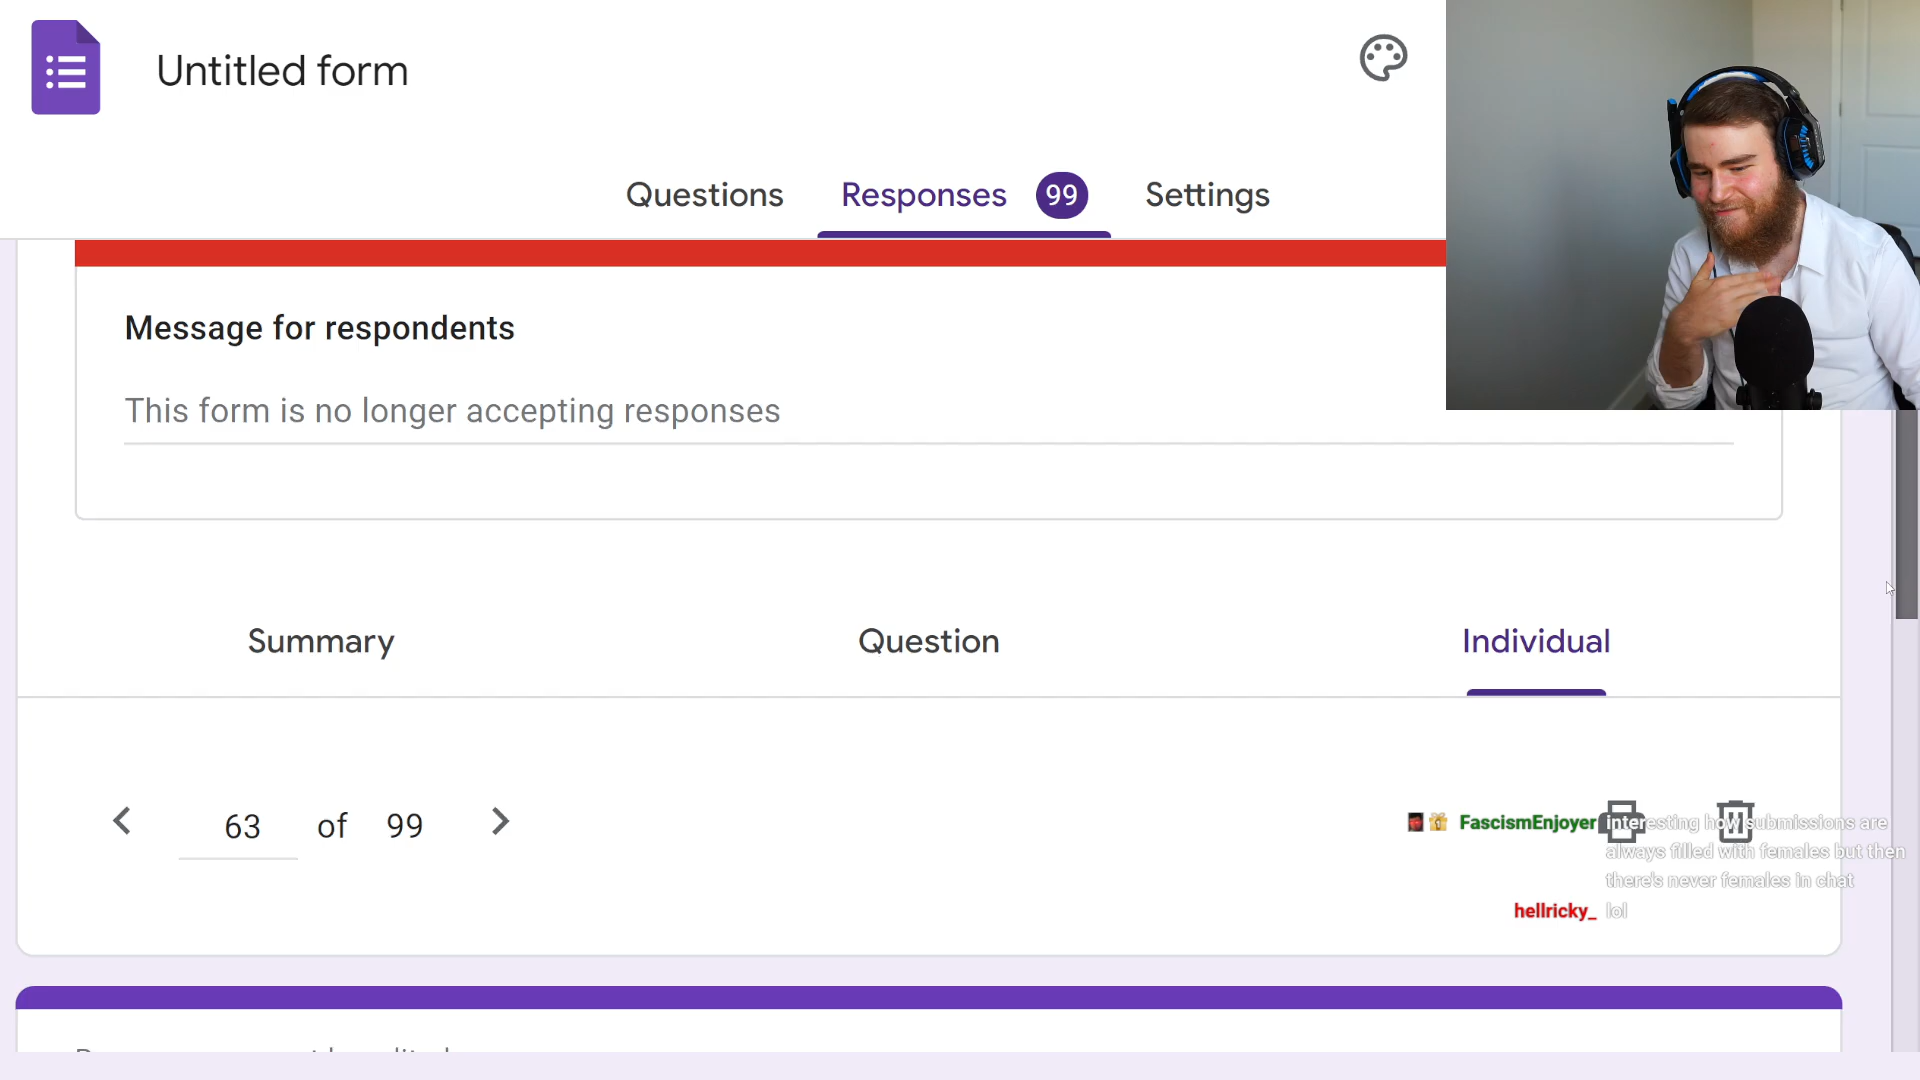 Untitled form
Questions
Responses
99
Settings
Message for respondents
This form is no longer accepting responses
Summary
Question
Individual
63 of 99
FascismEnjoyer interesting how submissions are
always filled with females but then
there's never females in chat
hellricky_ lol